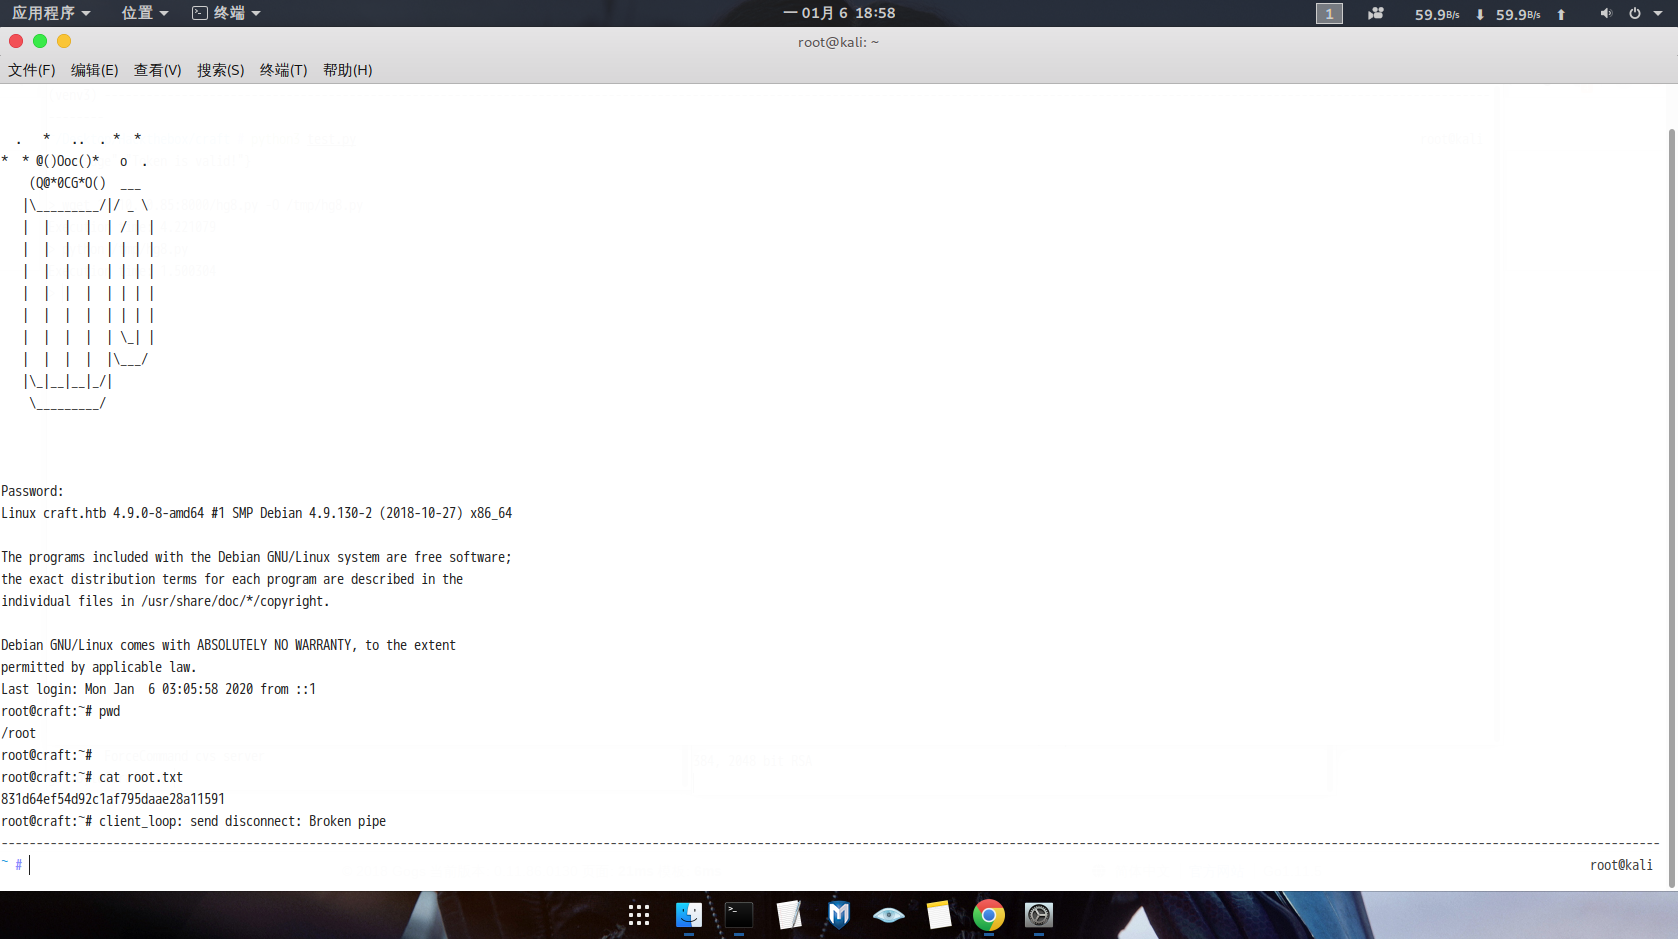 应用程序 位置 终端 一 01月 6 18:58 1 59.9B/s 59.9B/s
root@kali: ~
文件(F) 编辑(E) 查看(V) 搜索(S) 终端(T) 帮助(H)
  .   *   ..  . *  *
*  * @()Ooc()*   o  .
    (Q@*0CG*O()  ___
   |\_________/|/ _ \
   |  |  |  |  | / | |
   |  |  |  |  | | | |
   |  |  |  |  | | | |
   |  |  |  |  | | | |
   |  |  |  |  | | | |
   |  |  |  |  | \_| |
   |  |  |  |  |\___/
   |\_|__|__|_/|
    \_________/
Password:
Linux craft.htb 4.9.0-8-amd64 #1 SMP Debian 4.9.130-2 (2018-10-27) x86_64
The programs included with the Debian GNU/Linux system are free software;
the exact distribution terms for each program are described in the
individual files in /usr/share/doc/*/copyright.
Debian GNU/Linux comes with ABSOLUTELY NO WARRANTY, to the extent
permitted by applicable law.
Last login: Mon Jan  6 03:05:58 2020 from ::1
root@craft:~# pwd
/root
root@craft:~#
root@craft:~# cat root.txt
831d64ef54d92c1af795daae28a11591
root@craft:~# client_loop: send disconnect: Broken pipe
~ # root@kali